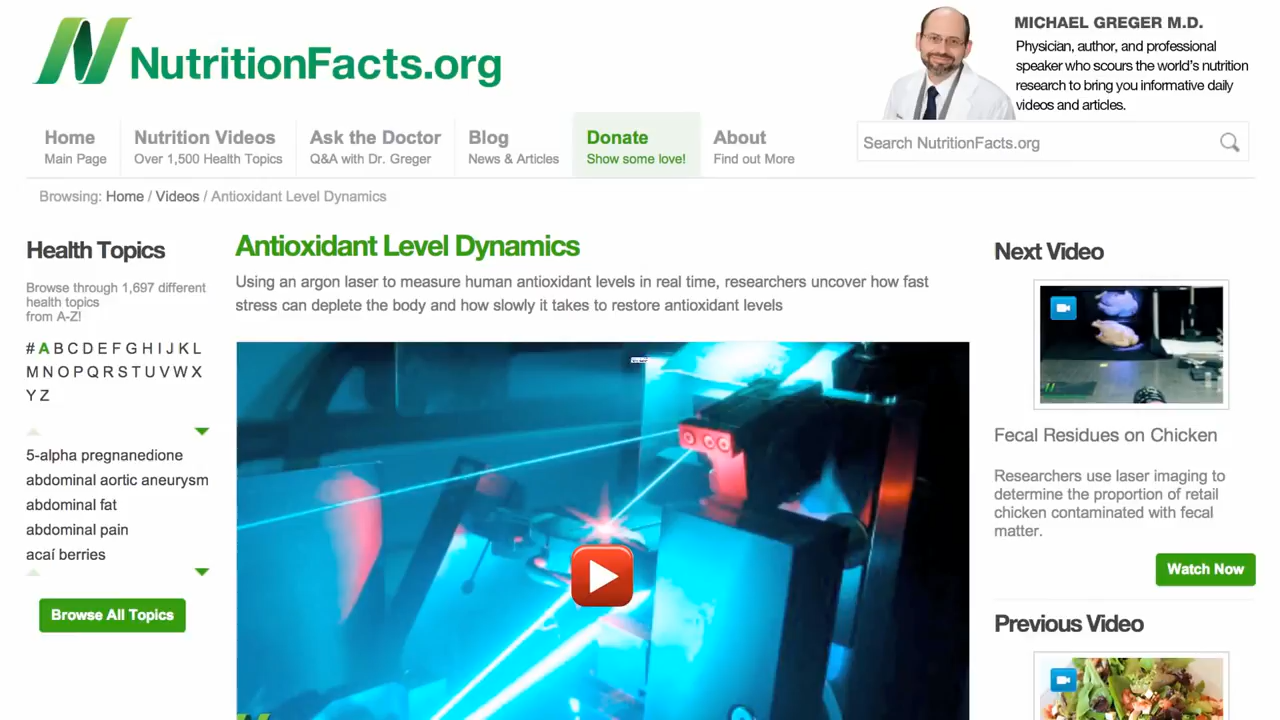 NutritionFacts.org
MICHAEL GREGER M.D.
Physician, author, and professional
speaker who scours the world's nutrition
research to bring you informative daily
videos and articles.
Home
Main Page
Nutrition Videos
Over 1,500 Health Topics
Ask the Doctor
Q&A with Dr. Greger
Blog
News & Articles
Donate
Show some love!
About
Find out More
Search NutritionFacts.org
Browsing: Home / Videos / Antioxidant Level Dynamics
Health Topics
Browse through 1,697 different
health topics
from A-Z!
# A B C D E F G H I J K L
M N O P Q R S T U V W X
Y Z
5-alpha pregnanedione
abdominal aortic aneurysm
abdominal fat
abdominal pain
acaí berries
Browse All Topics
Antioxidant Level Dynamics
Using an argon laser to measure human antioxidant levels in real time, researchers uncover how fast
stress can deplete the body and how slowly it takes to restore antioxidant levels
Next Video
Fecal Residues on Chicken
Researchers use laser imaging to
determine the proportion of retail
chicken contaminated with fecal
matter.
Watch Now
Previous Video